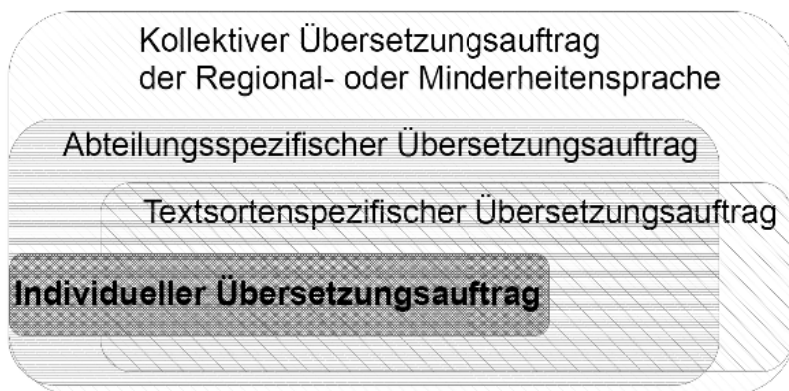 Kollektiver Übersetzungsauftrag
der Regional- oder Minderheitensprache
Abteilungsspezifischer Übersetzungsauftrag
Textsortenspezifischer Übersetzungsauftrag
Individueller Übersetzungsauftrag